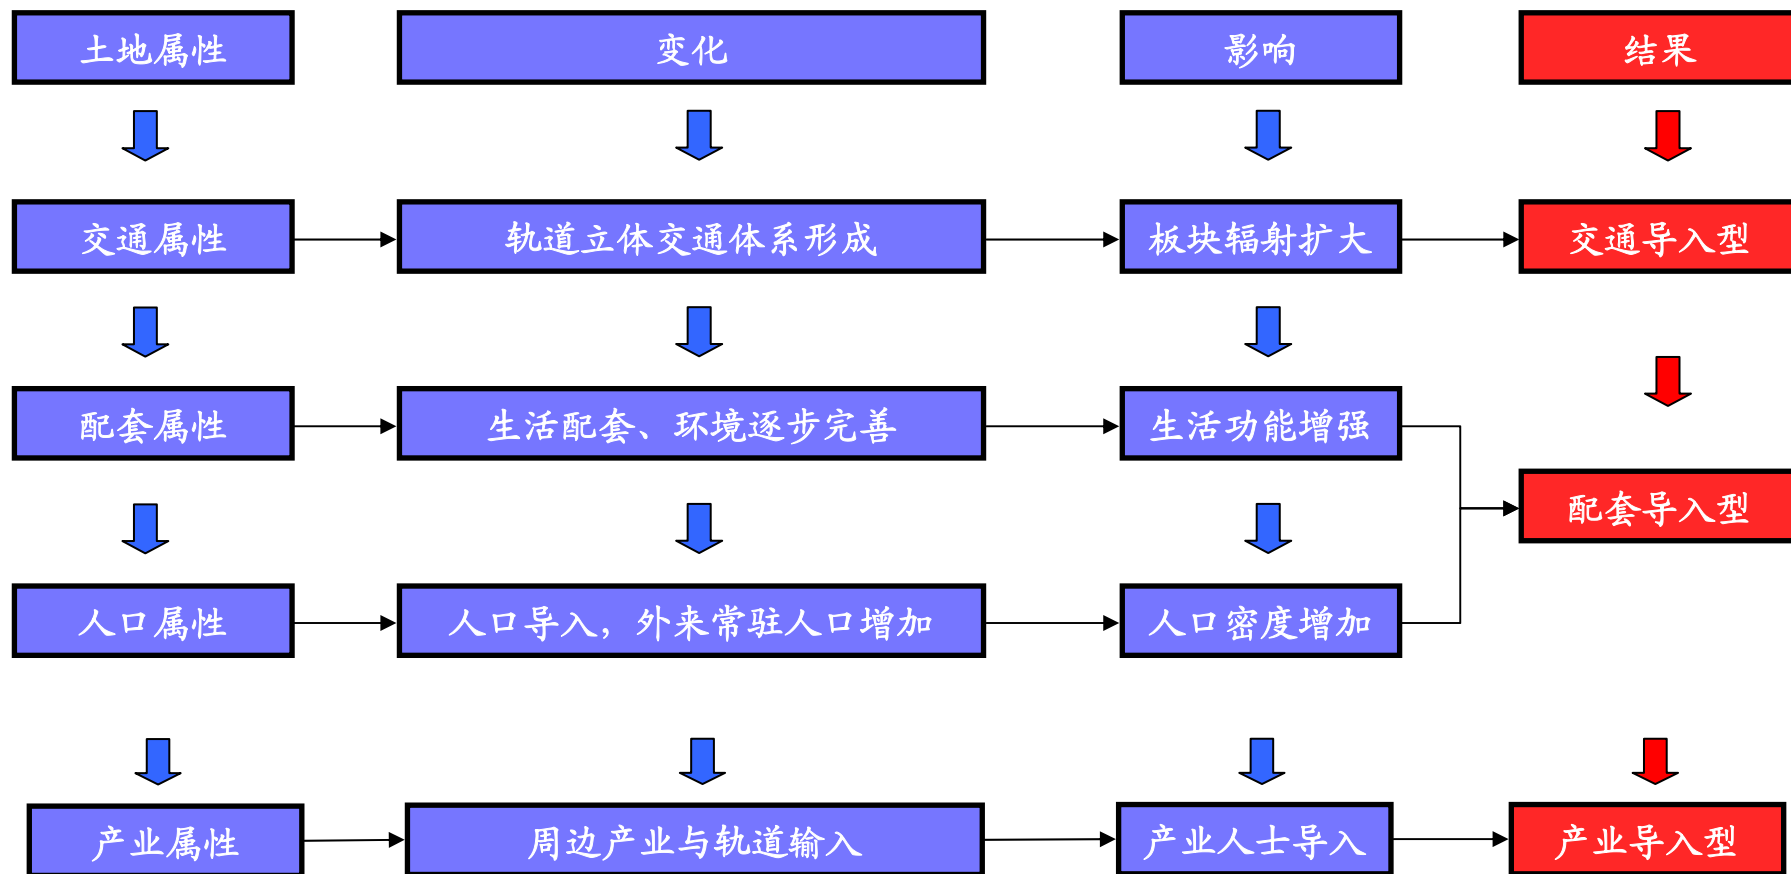 土地属性
变化
影响
结果
交通属性
轨道立体交通体系形成
板块辐射扩大
交通导入型
配套属性
生活配套、环境逐步完善
生活功能增强
配套导入型
人口属性
人口导入，外来常驻人口增加
人口密度增加
产业属性
周边产业与轨道输入
产业人士导入
产业导入型